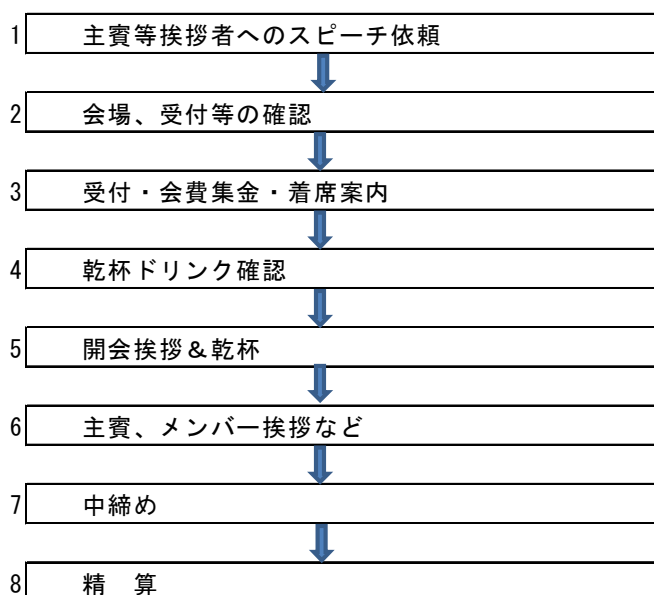 1 主賓等挨拶者へのスピーチ依頼
2 会場、受付等の確認
3 受付・会費集金・着席案内
4 乾杯ドリンク確認
5 開会挨拶＆乾杯
6 主賓、メンバー挨拶など
7 中締め
8 精　算